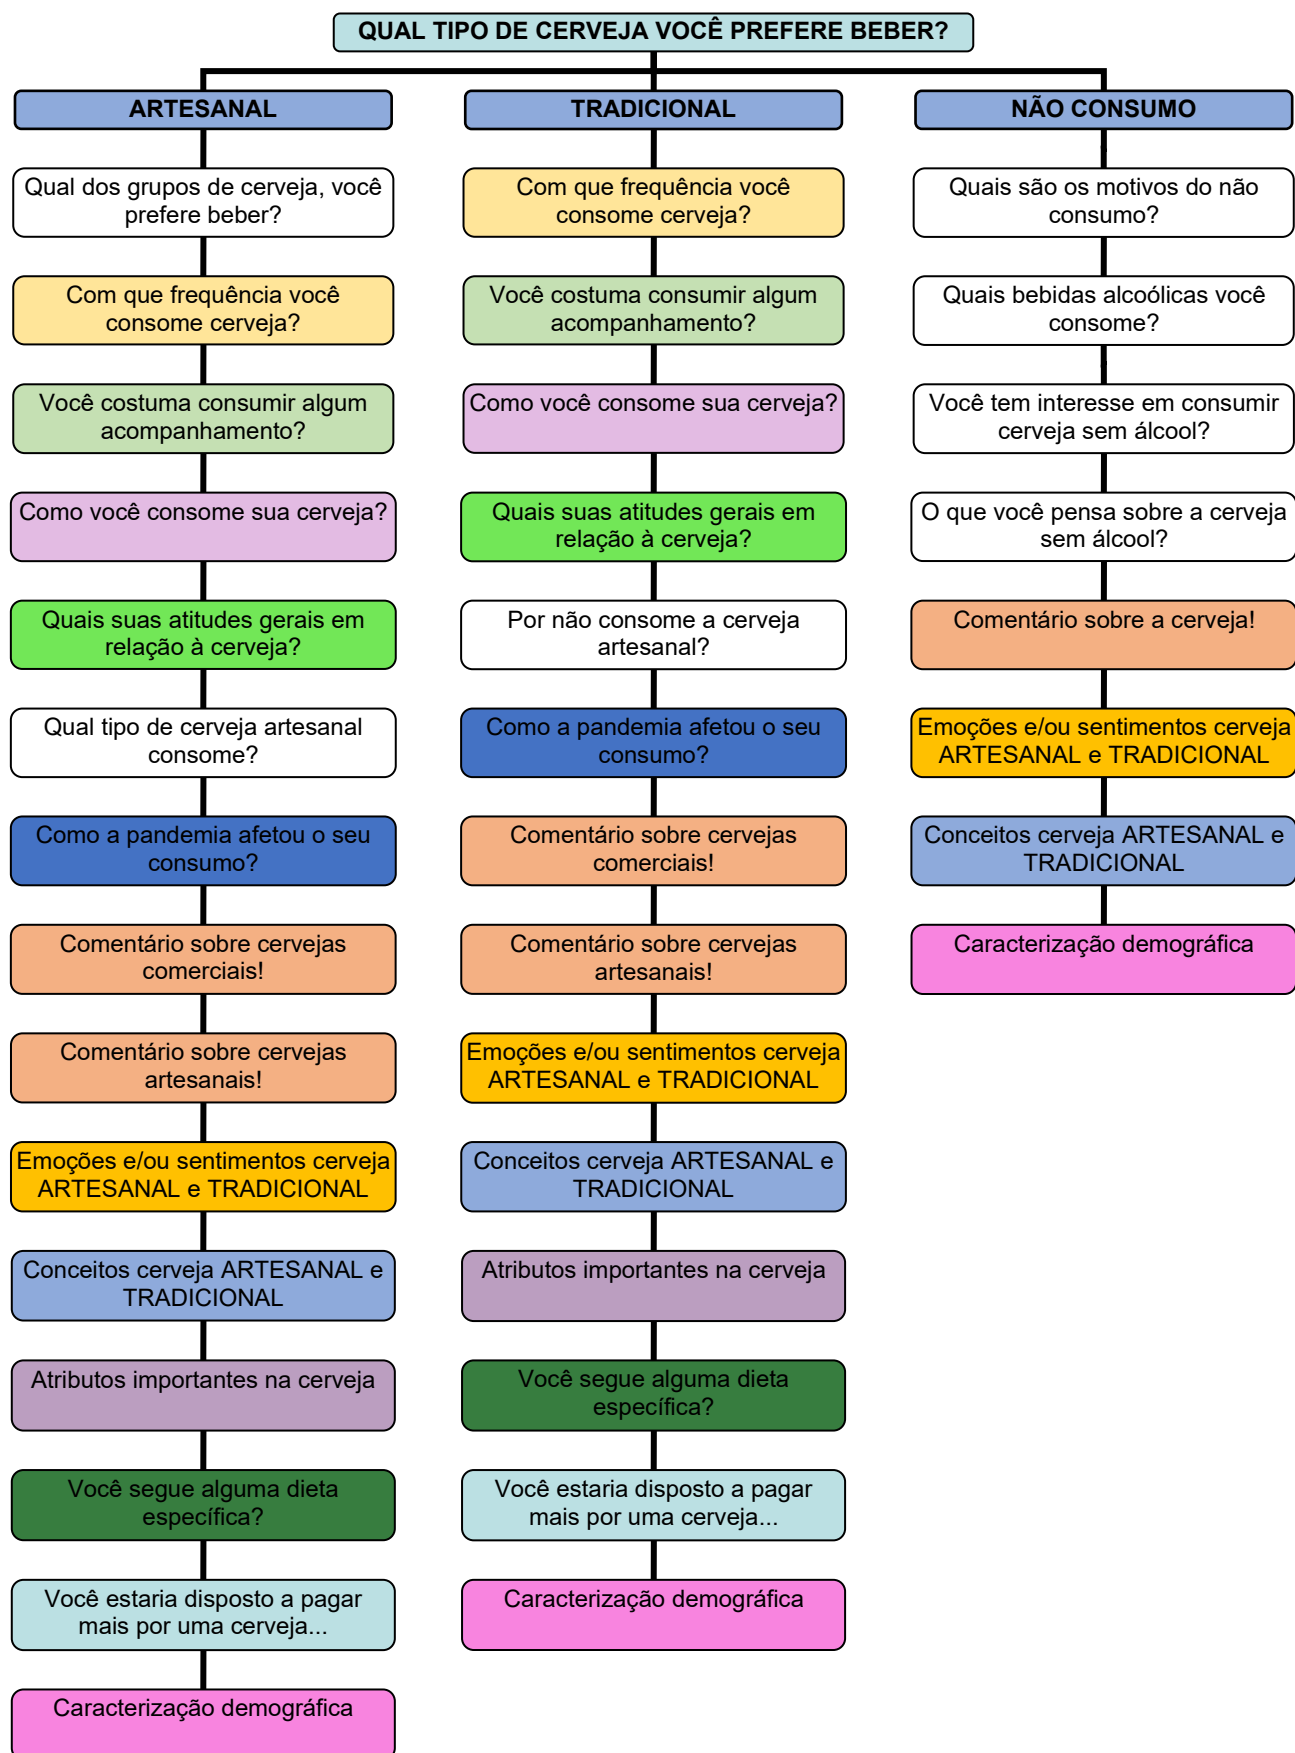 QUAL TIPO DE CERVEJA VOCÊ PREFERE BEBER?
ARTESANAL
Qual dos grupos de cerveja, você
prefere beber?
Com que frequência você
consome cerveja?
Você costuma consumir algum
acompanhamento?
Como você consome sua cerveja?
Quais suas atitudes gerais em
relação à cerveja?
Qual tipo de cerveja artesanal
consome?
Como a pandemia afetou o seu
consumo?
Comentário sobre cervejas
comerciais!
Comentário sobre cervejas
artesanais!
Emoções e/ou sentimentos cerveja
ARTESANAL e TRADICIONAL
Conceitos cerveja ARTESANAL e
TRADICIONAL
Atributos importantes na cerveja
Você segue alguma dieta
específica?
Você estaria disposto a pagar
mais por uma cerveja...
Caracterização demográfica
TRADICIONAL
Com que frequência você
consome cerveja?
Você costuma consumir algum
acompanhamento?
Como você consome sua cerveja?
Quais suas atitudes gerais em
relação à cerveja?
Por não consome a cerveja
artesanal?
Como a pandemia afetou o seu
consumo?
Comentário sobre cervejas
comerciais!
Comentário sobre cervejas
artesanais!
Emoções e/ou sentimentos cerveja
ARTESANAL e TRADICIONAL
Conceitos cerveja ARTESANAL e
TRADICIONAL
Atributos importantes na cerveja
Você segue alguma dieta
específica?
Você estaria disposto a pagar
mais por uma cerveja...
Caracterização demográfica
NÃO CONSUMO
Quais são os motivos do não
consumo?
Quais bebidas alcoólicas você
consome?
Você tem interesse em consumir
cerveja sem álcool?
O que você pensa sobre a cerveja
sem álcool?
Comentário sobre a cerveja!
Emoções e/ou sentimentos cerveja
ARTESANAL e TRADICIONAL
Conceitos cerveja ARTESANAL e
TRADICIONAL
Caracterização demográfica